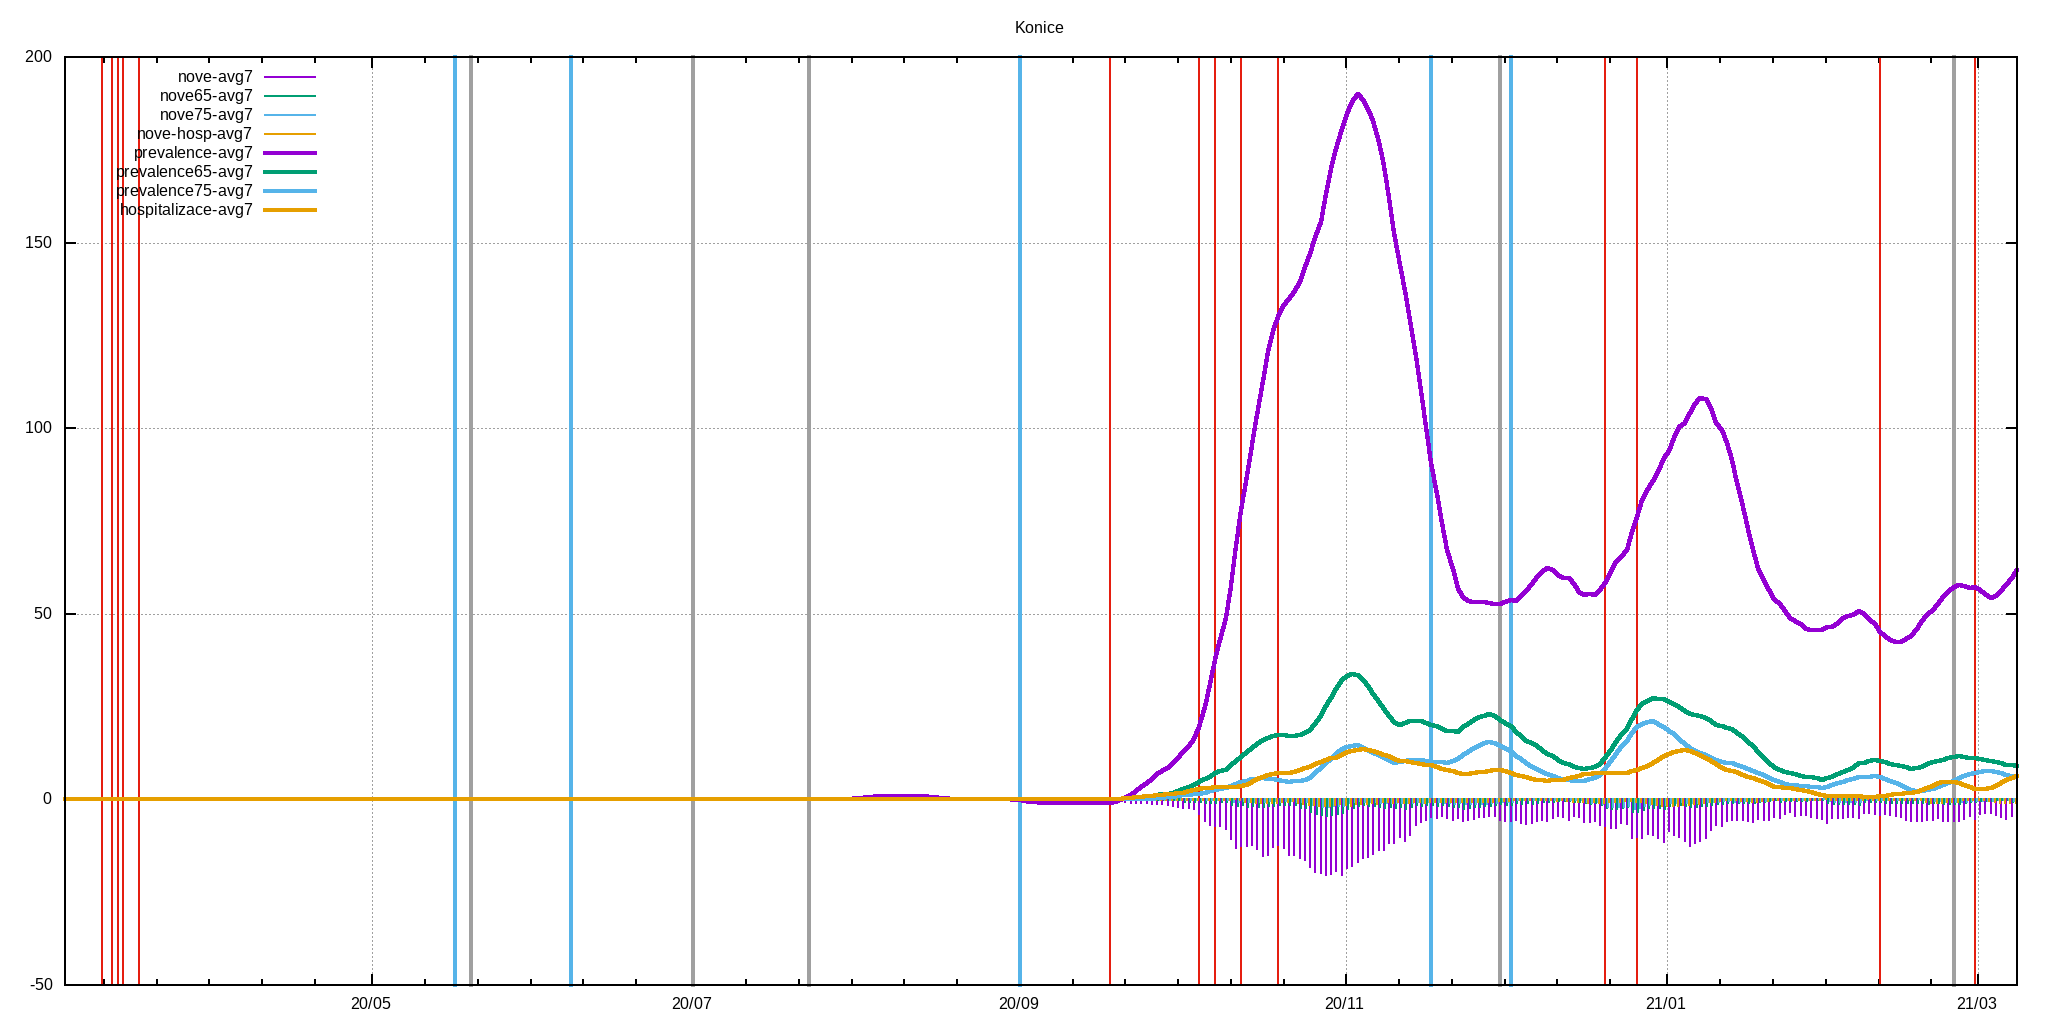 Konice
200
150
100
50
0
-50
nove-avg7
nove65-avg7
nove75-avg7
nove-hosp-avg7
prevalence-avg7
prevalence65-avg7
prevalence75-avg7
hospitalizace-avg7
20/05 20/07 20/09 20/11 21/01 21/03